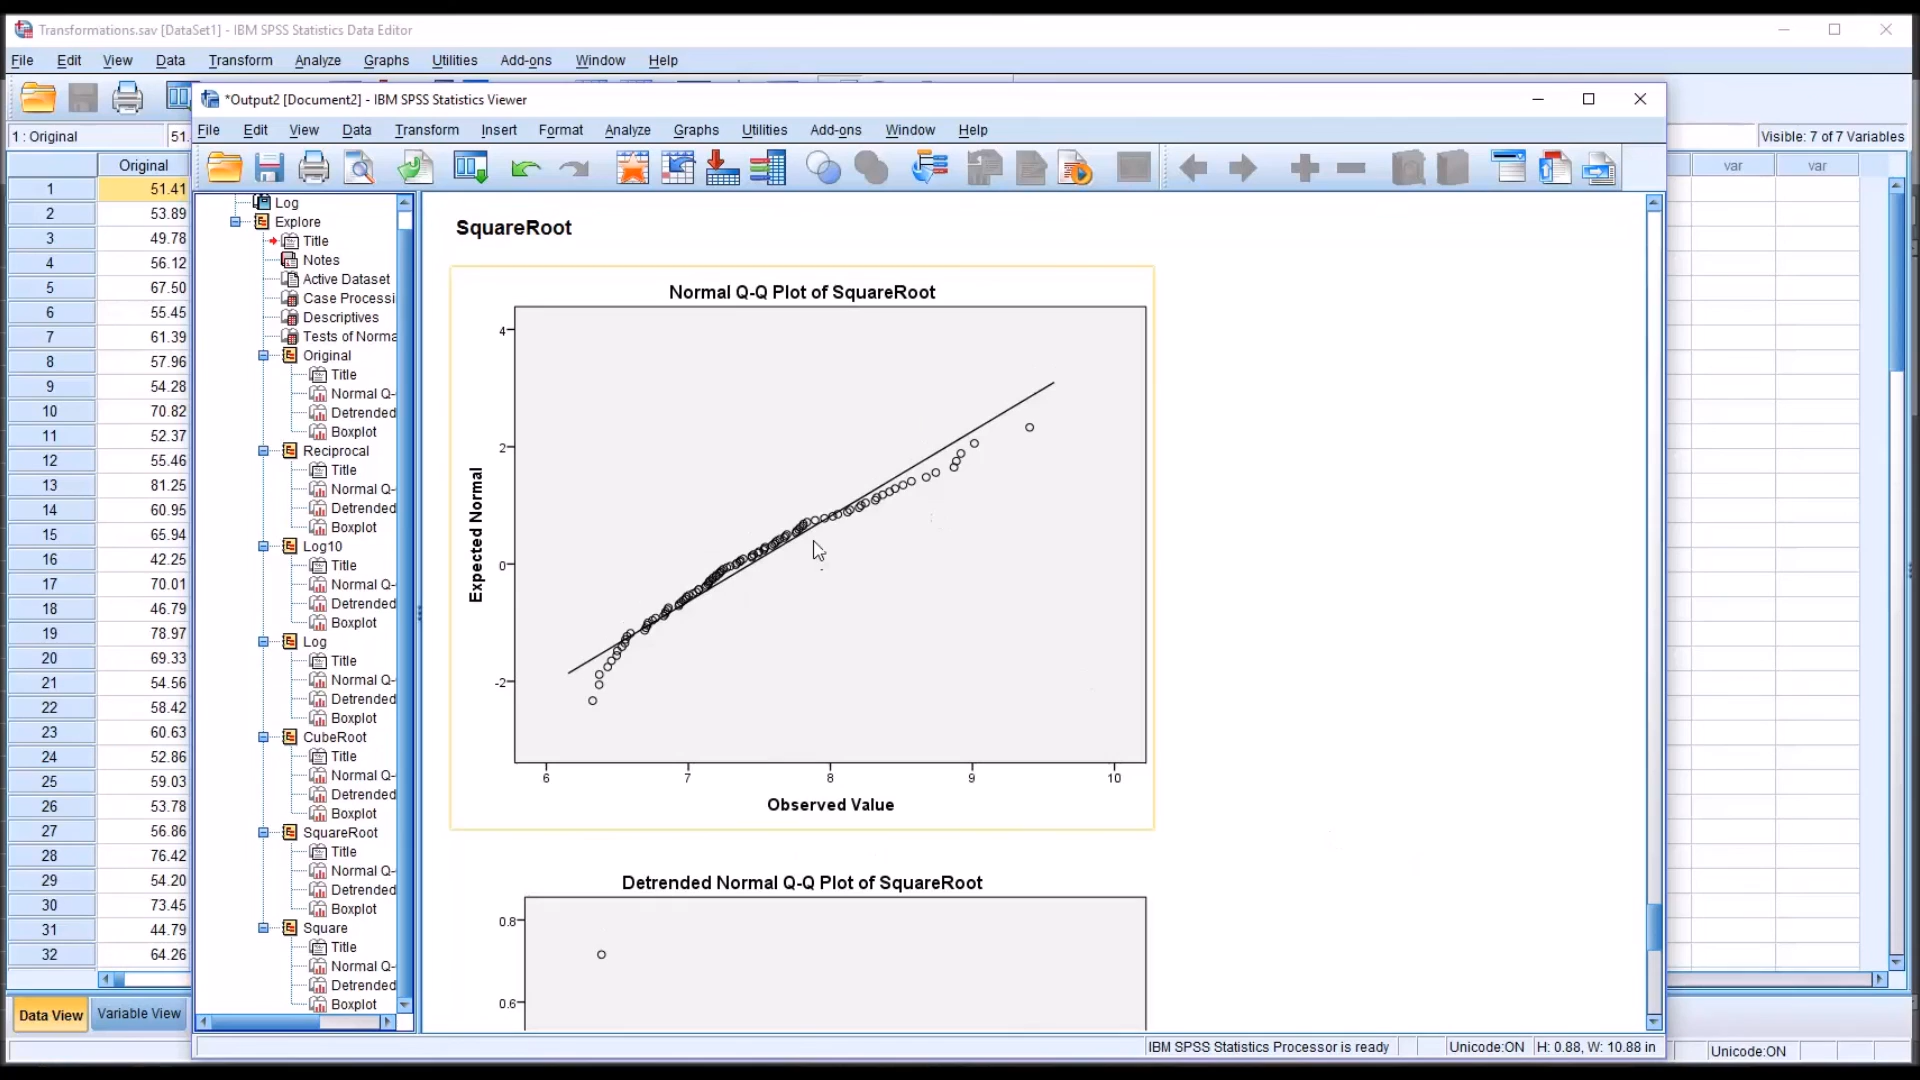 Transformations.sav [DataSet1] - IBM SPSS Statistics Data Editor
File Edit View Data Transform Analyze Graphs Utilities Add-ons Window Help
*Output2 [Document2] - IBM SPSS Statistics Viewer
1 : Original 51.
Visible: 7 of 7 Variables
File Edit View Data Transform Insert Format Analyze Graphs Utilities Add-ons Window Help
Original
var var
1 51.41
2 53.89
3 49.78
4 56.12
5 67.50
6 55.45
7 61.39
8 57.96
9 54.28
10 70.82
11 52.37
12 55.46
13 81.25
14 60.95
15 65.94
16 42.25
17 70.01
18 46.79
19 78.97
20 69.33
21 54.56
22 58.42
23 60.63
24 52.86
25 59.03
26 53.78
27 56.86
28 76.42
29 54.20
30 73.45
31 44.79
32 64.26
Data View Variable View
Log
Explore
Title
Notes
Active Dataset
Case Processi
Descriptives
Tests of Norma
Original
Title
Normal Q-
Detrended
Boxplot
Reciprocal
Title
Normal Q-
Detrended
Boxplot
Log10
Title
Normal Q-
Detrended
Boxplot
Log
Title
Normal Q-
Detrended
Boxplot
CubeRoot
Title
Normal Q-
Detrended
Boxplot
SquareRoot
Title
Normal Q-
Detrended
Boxplot
Square
Title
Normal Q-
Detrended
Boxplot
SquareRoot
Normal Q-Q Plot of SquareRoot
4
2
0
-2
Expected Normal
6 7 8 9 10
Observed Value
Detrended Normal Q-Q Plot of SquareRoot
0.8
0.6
IBM SPSS Statistics Processor is ready Unicode:ON H: 0.88, W: 10.88 in
Unicode:ON